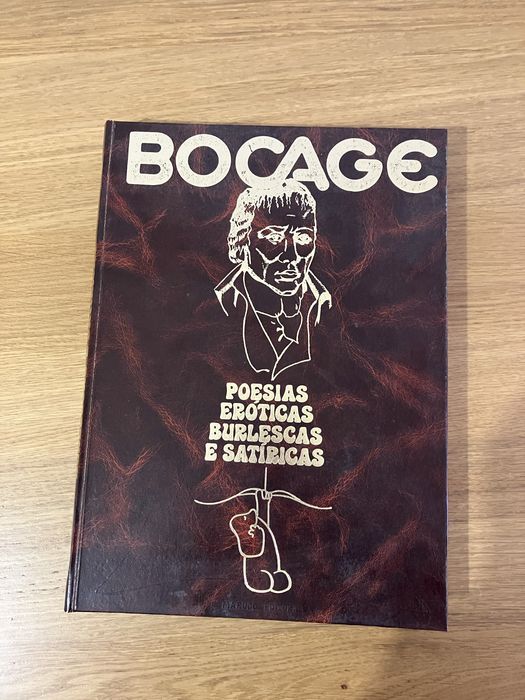 BOCAGE
POESIAS
ERÓTICAS
BURLESCAS
E SATÍRICAS